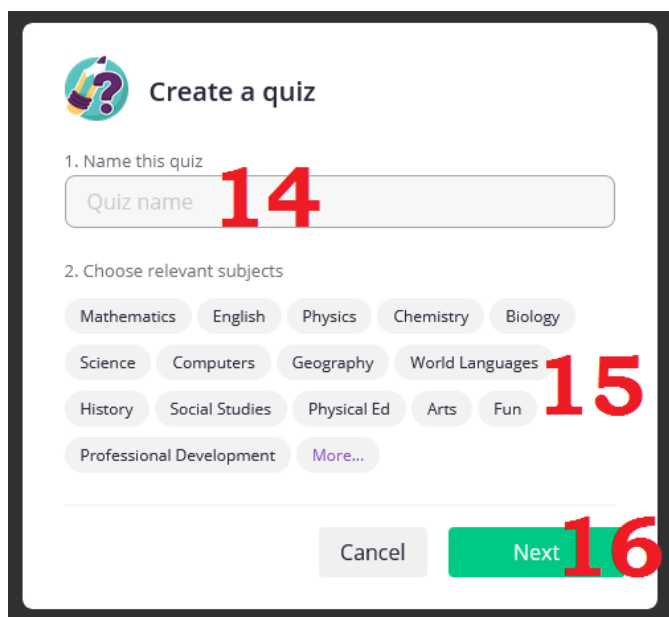 Create a quiz
1. Name this quiz
Quiz name 14
2. Choose relevant subjects
Mathematics English Physics Chemistry Biology
Science Computers Geography World Languages 15
History Social Studies Physical Ed Arts Fun
Professional Development More...
Cancel Next 16